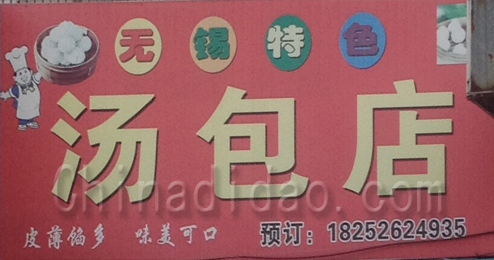 无锡特色
汤包店
Chinadidao.com
皮薄馅多 味美可口 预订：18252624935